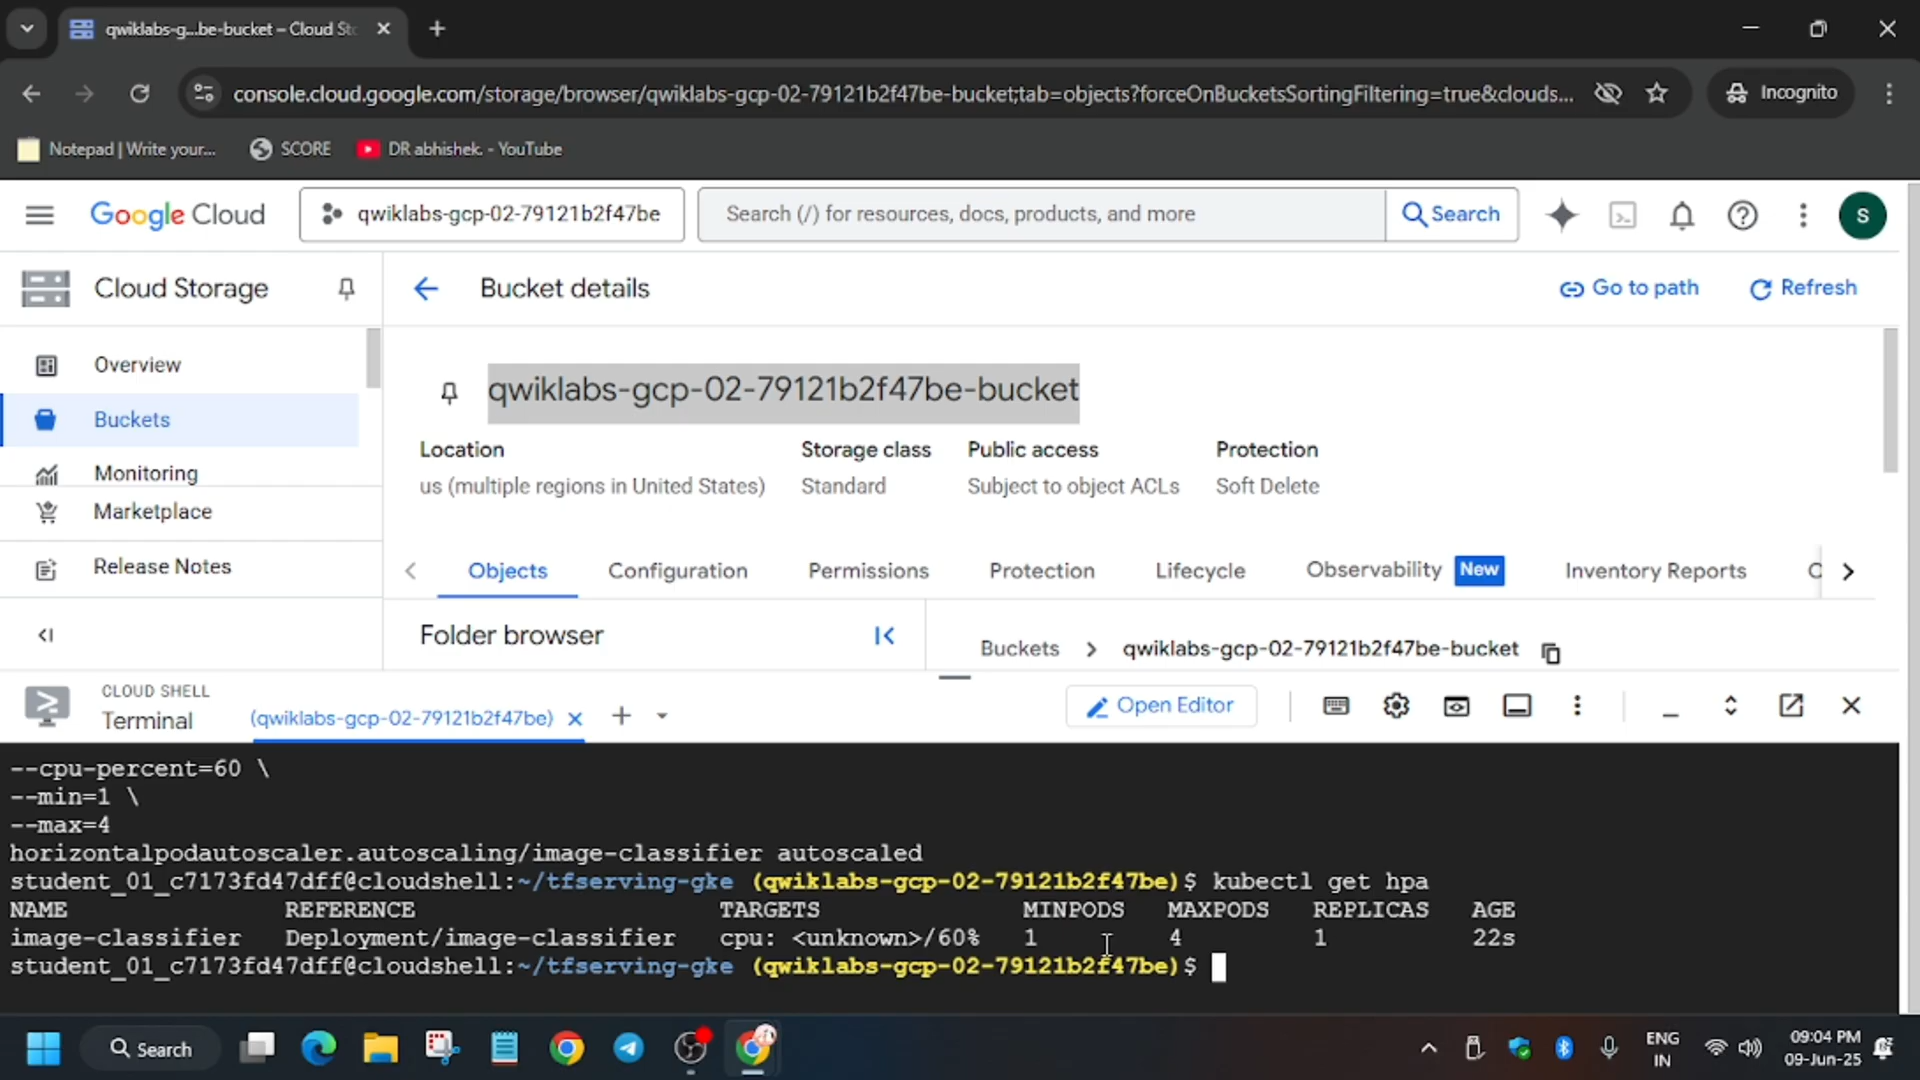 qwiklabs-g...be-bucket – Cloud Sto
console.cloud.google.com/storage/browser/qwiklabs-gcp-02-79121b2f47be-bucket;tab=objects?forceOnBucketsSortingFiltering=true&clouds...
Incognito
Notepad | Write your...
SCORE
DR abhishek. - YouTube
Google Cloud
qwiklabs-gcp-02-79121b2f47be
Search (/) for resources, docs, products, and more
Search
S
Cloud Storage
Bucket details
Go to path
Refresh
Overview
Buckets
Monitoring
Marketplace
Release Notes
qwiklabs-gcp-02-79121b2f47be-bucket
Location
Storage class
Public access
Protection
us (multiple regions in United States)
Standard
Subject to object ACLs
Soft Delete
Objects
Configuration
Permissions
Protection
Lifecycle
Observability
New
Inventory Reports
Folder browser
Buckets
qwiklabs-gcp-02-79121b2f47be-bucket
CLOUD SHELL
Terminal
(qwiklabs-gcp-02-79121b2f47be)
Open Editor
--cpu-percent=60 \
--min=1 \
--max=4
horizontalpodautoscaler.autoscaling/image-classifier autoscaled
student_01_c7173fd47dff@cloudshell:~/tfserving-gke (qwiklabs-gcp-02-79121b2f47be)$ kubectl get hpa
NAME REFERENCE TARGETS MINPODS MAXPODS REPLICAS AGE
image-classifier Deployment/image-classifier cpu: <unknown>/60% 1 4 1 22s
student_01_c7173fd47dff@cloudshell:~/tfserving-gke (qwiklabs-gcp-02-79121b2f47be)$
Search
ENG
IN
09:04 PM
09-Jun-25